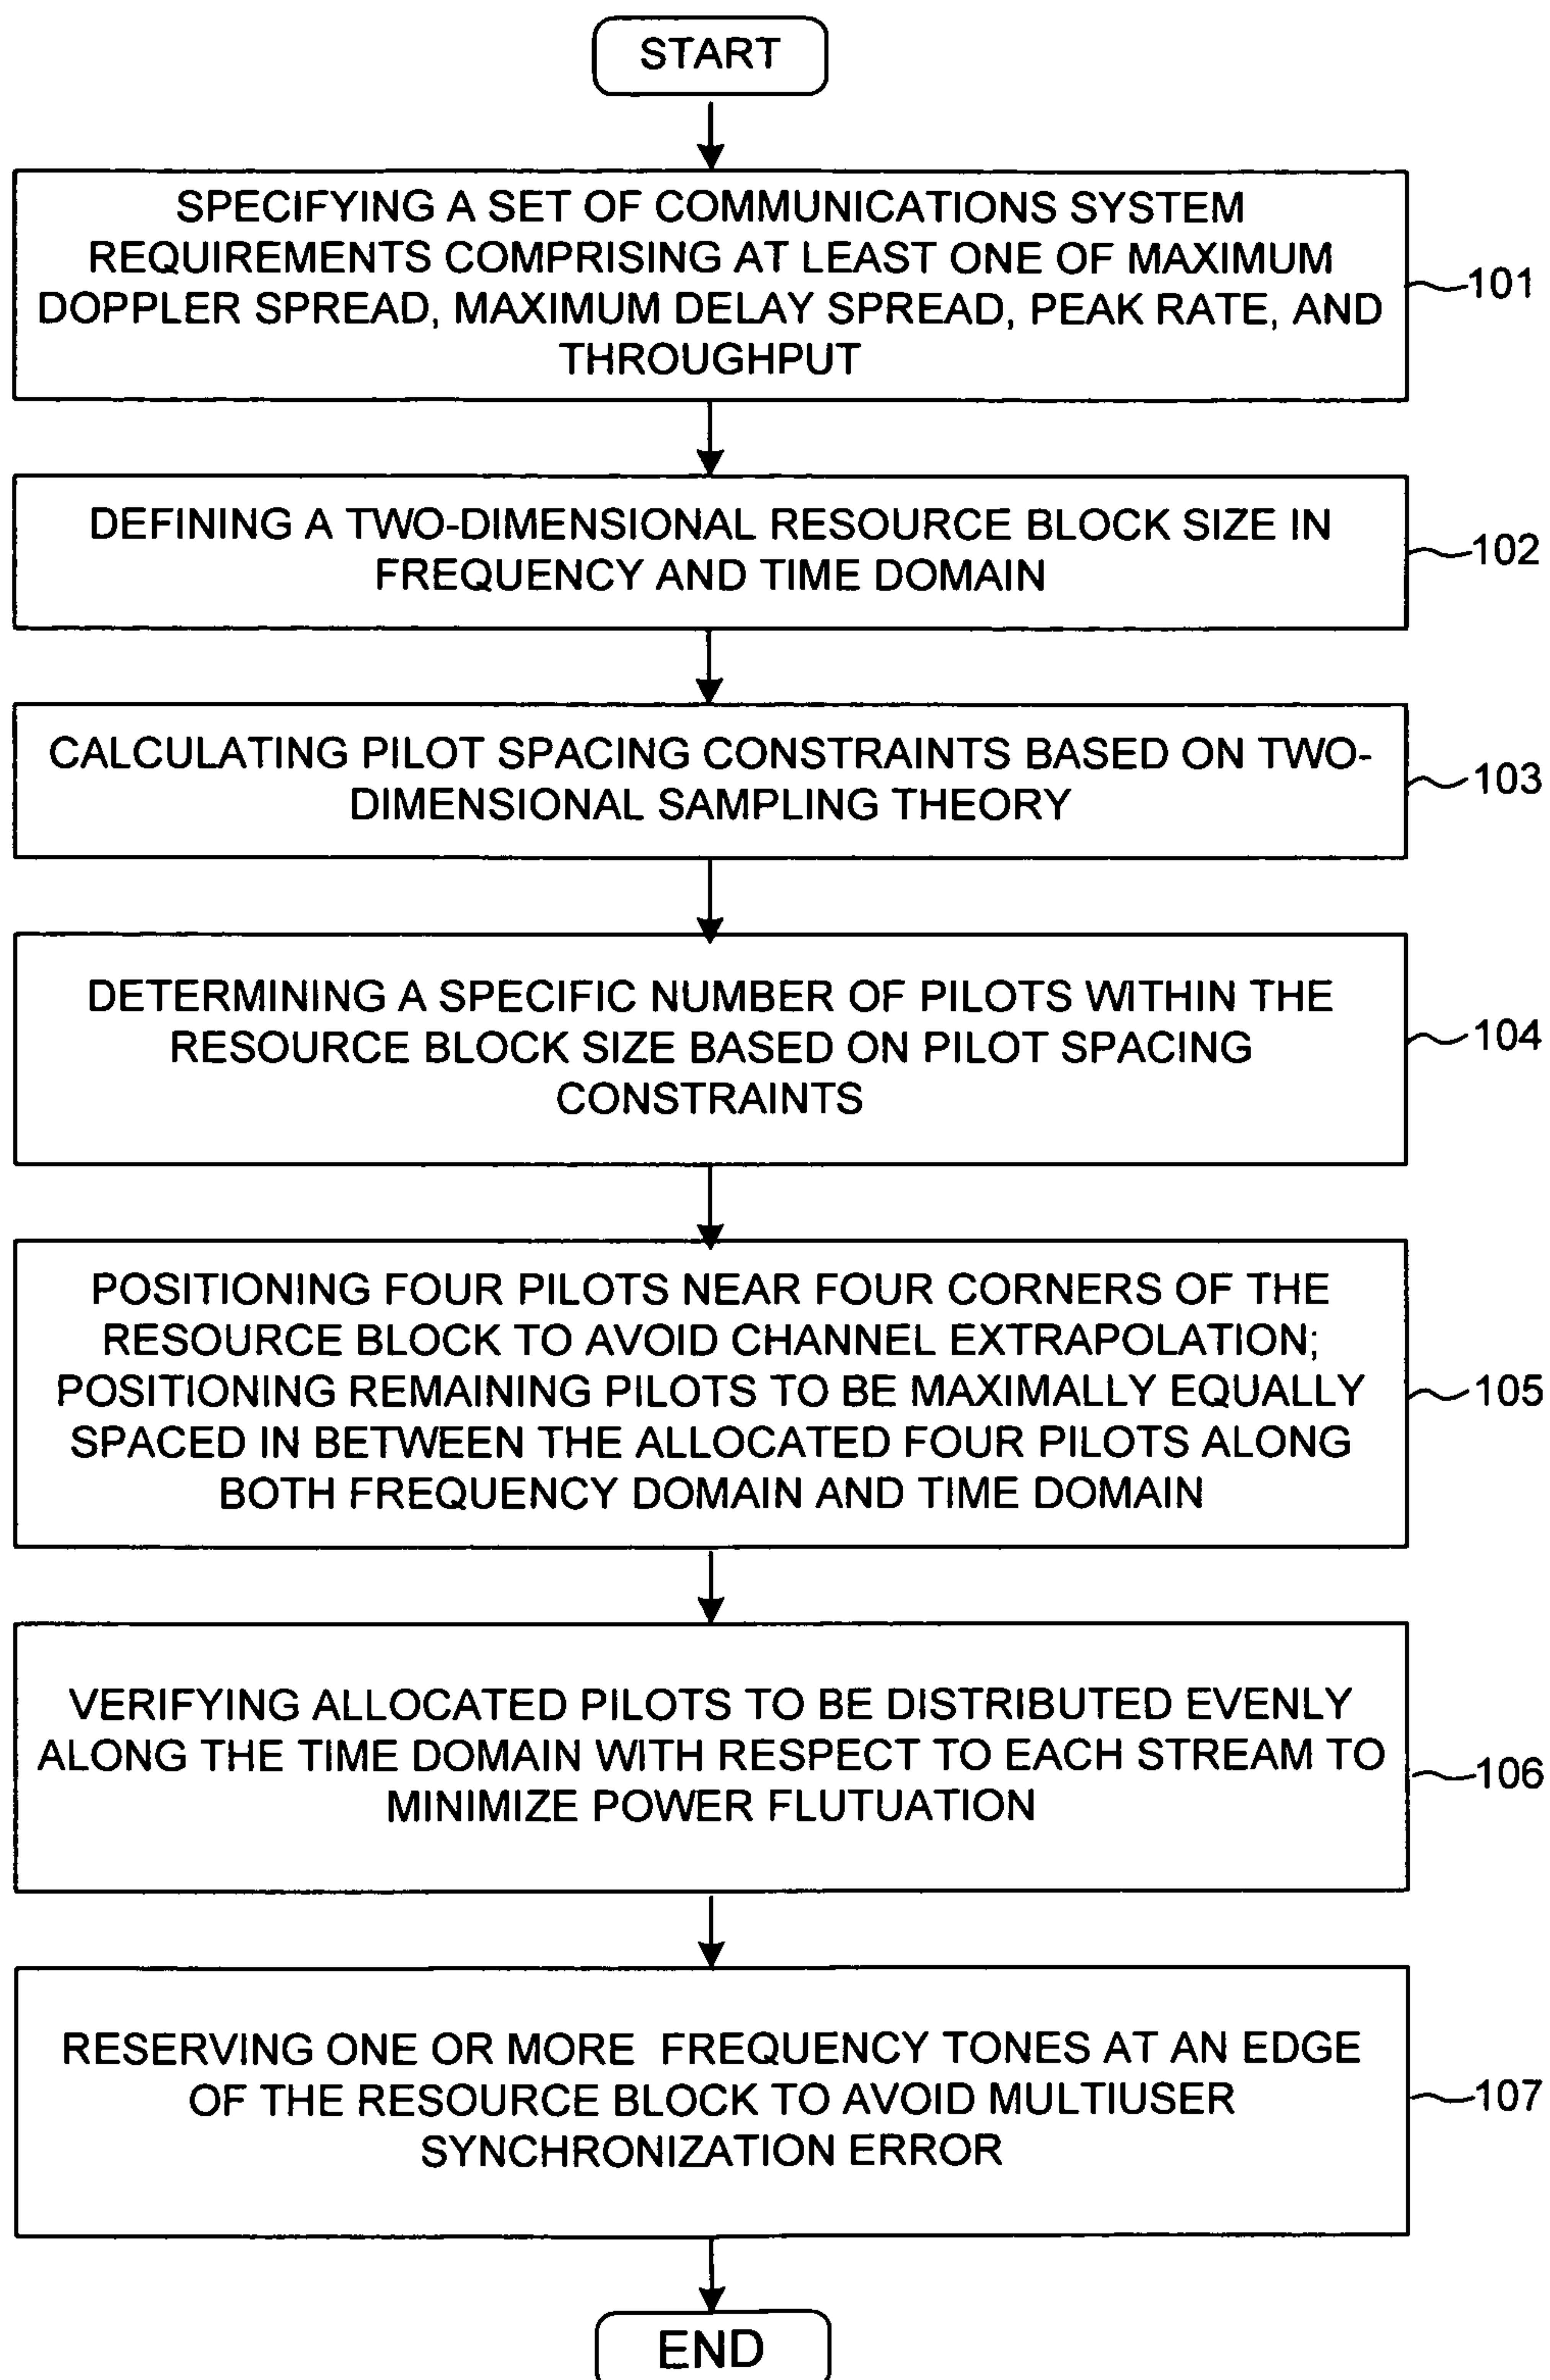 START
SPECIFYING A SET OF COMMUNICATIONS SYSTEM
REQUIREMENTS COMPRISING AT LEAST ONE OF MAXIMUM
DOPPLER SPREAD, MAXIMUM DELAY SPREAD, PEAK RATE, AND
THROUGHPUT
101
DEFINING A TWO-DIMENSIONAL RESOURCE BLOCK SIZE IN
FREQUENCY AND TIME DOMAIN
102
CALCULATING PILOT SPACING CONSTRAINTS BASED ON TWO-
DIMENSIONAL SAMPLING THEORY
103
DETERMINING A SPECIFIC NUMBER OF PILOTS WITHIN THE
RESOURCE BLOCK SIZE BASED ON PILOT SPACING
CONSTRAINTS
104
POSITIONING FOUR PILOTS NEAR FOUR CORNERS OF THE
RESOURCE BLOCK TO AVOID CHANNEL EXTRAPOLATION;
POSITIONING REMAINING PILOTS TO BE MAXIMALLY EQUALLY
SPACED IN BETWEEN THE ALLOCATED FOUR PILOTS ALONG
BOTH FREQUENCY DOMAIN AND TIME DOMAIN
105
VERIFYING ALLOCATED PILOTS TO BE DISTRIBUTED EVENLY
ALONG THE TIME DOMAIN WITH RESPECT TO EACH STREAM TO
MINIMIZE POWER FLUTUATION
106
RESERVING ONE OR MORE FREQUENCY TONES AT AN EDGE
OF THE RESOURCE BLOCK TO AVOID MULTIUSER
SYNCHRONIZATION ERROR
107
END